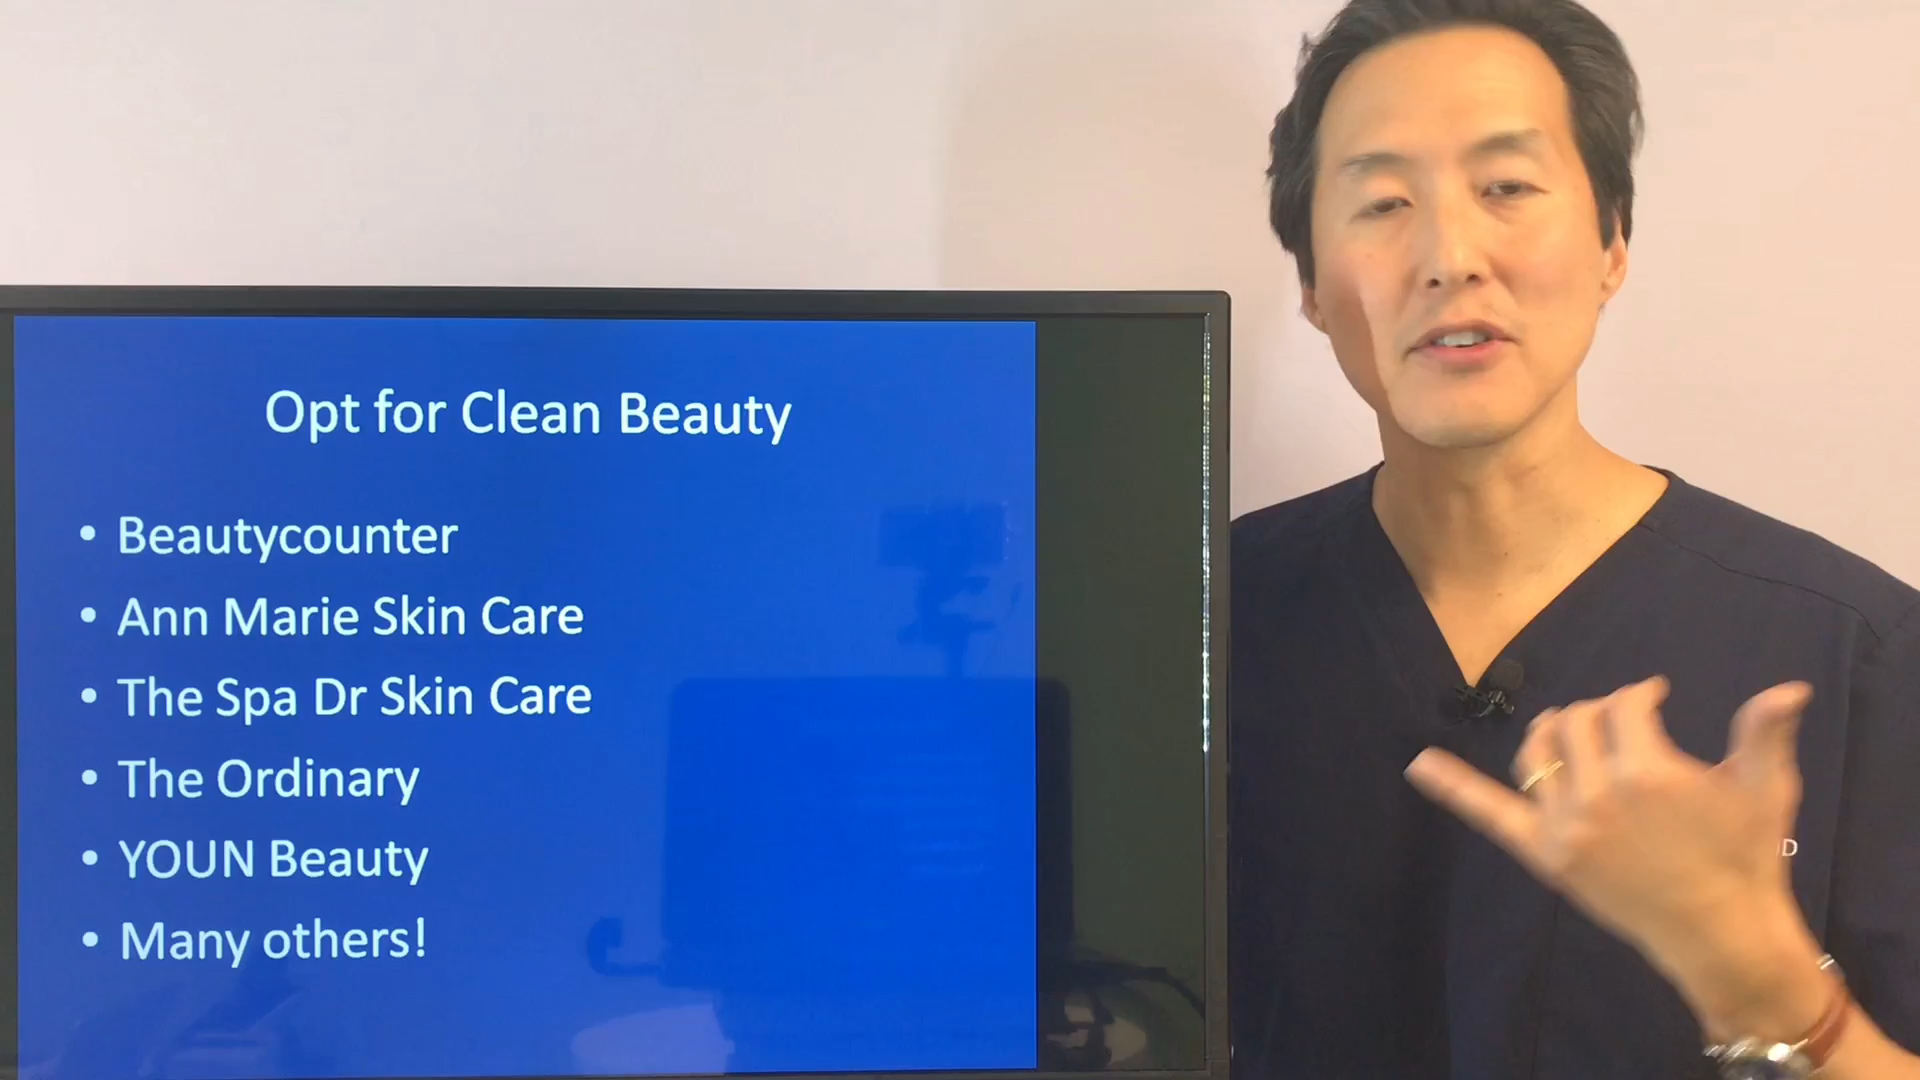 Opt for Clean Beauty
• Beautycounter
• Ann Marie Skin Care
• The Spa Dr Skin Care
• The Ordinary
• YOUN Beauty
• Many others!